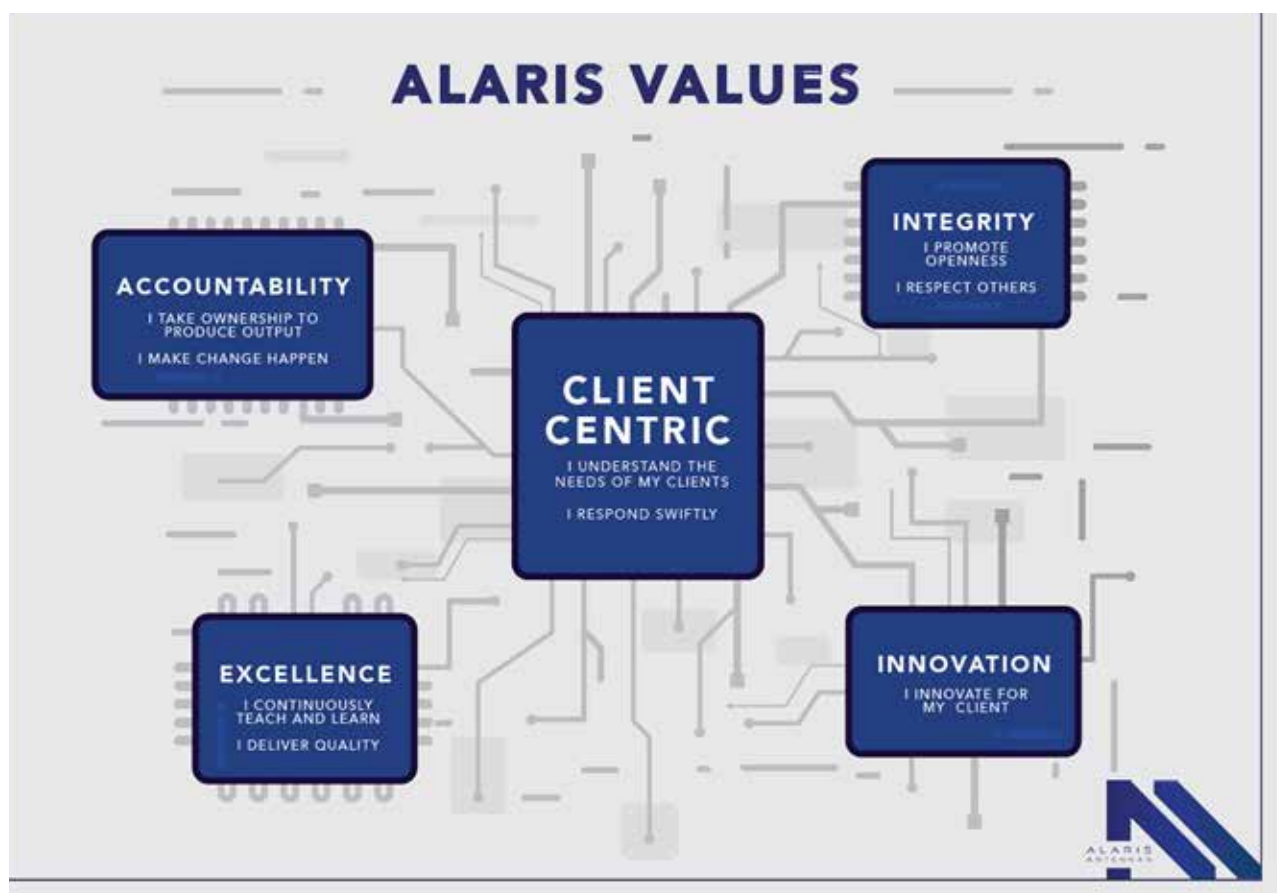 ALARIS VALUES
ACCOUNTABILITY
I TAKE OWNERSHIP TO
PRODUCE OUTPUT
I MAKE CHANGE HAPPEN
INTEGRITY
I PROMOTE
OPENNESS
I RESPECT OTHERS
CLIENT
CENTRIC
I UNDERSTAND THE
NEEDS OF MY CLIENTS
I RESPOND SWIFTLY
EXCELLENCE
I CONTINUOUSLY
TEACH AND LEARN
I DELIVER QUALITY
INNOVATION
I INNOVATE FOR
MY CLIENT
ALARIS
ANTENNAS